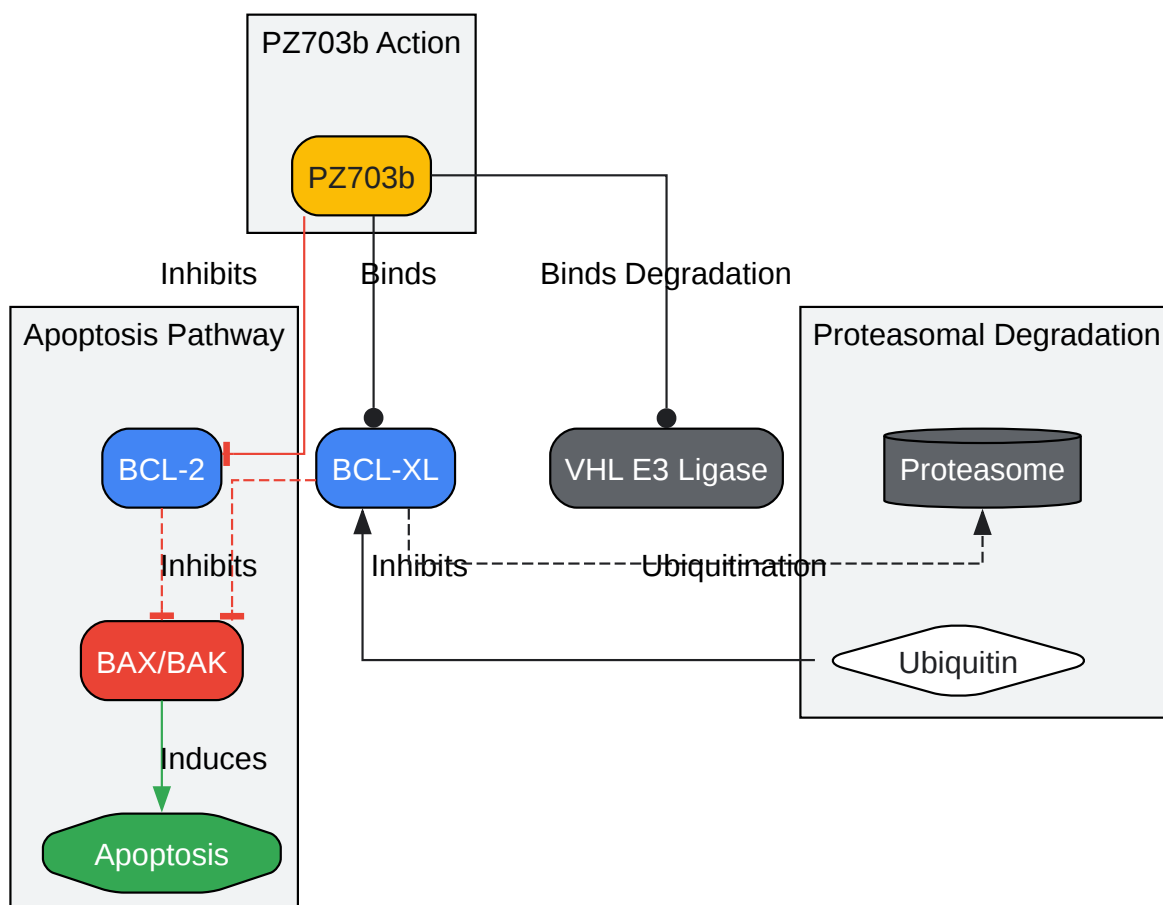 PZ703b Action
PZ703b
Inhibits
Binds
Binds Degradation
Apoptosis Pathway
Proteasomal Degradation
BCL-2
BCL-XL
VHL E3 Ligase
Proteasome
Inhibits
Inhibits
Ubiquitination
BAX/BAK
Ubiquitin
Induces
Apoptosis